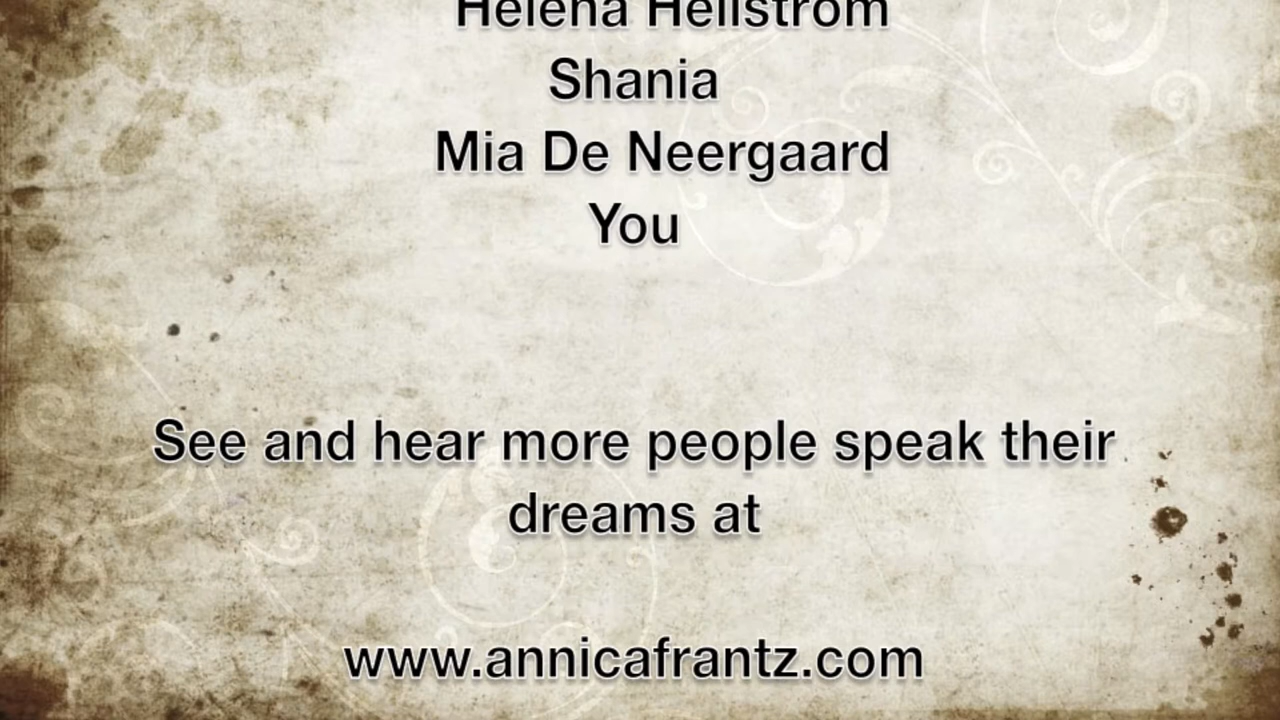 Helena Hellstrom
Shania
Mia De Neergaard
You
See and hear more people speak their
dreams at
www.annicafrantz.com